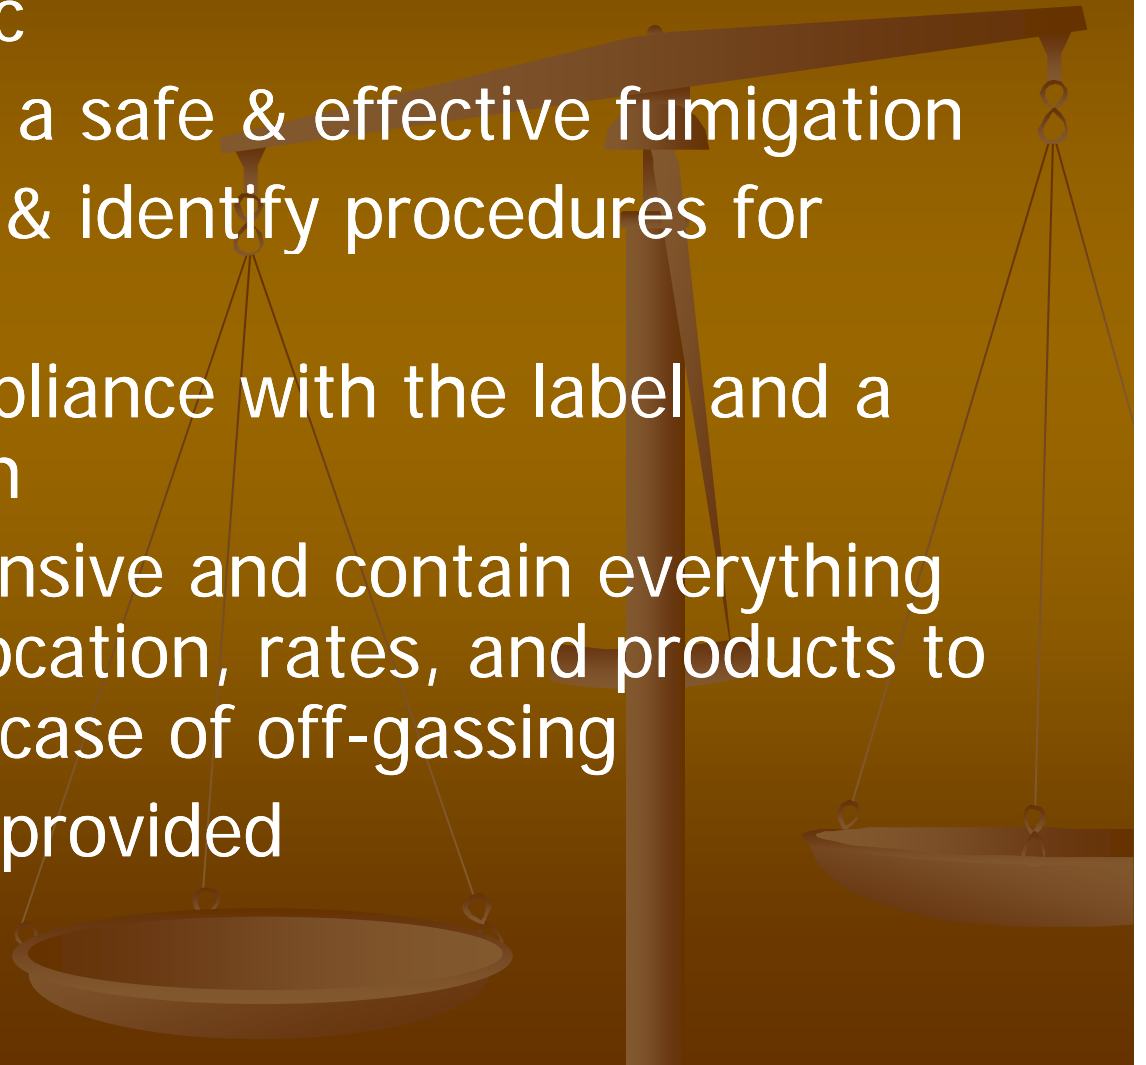 c
a safe & effective fumigation
& identify procedures for
pliance with the label and a
n
nsive and contain everything
ocation, rates, and products to
case of off-gassing
provided